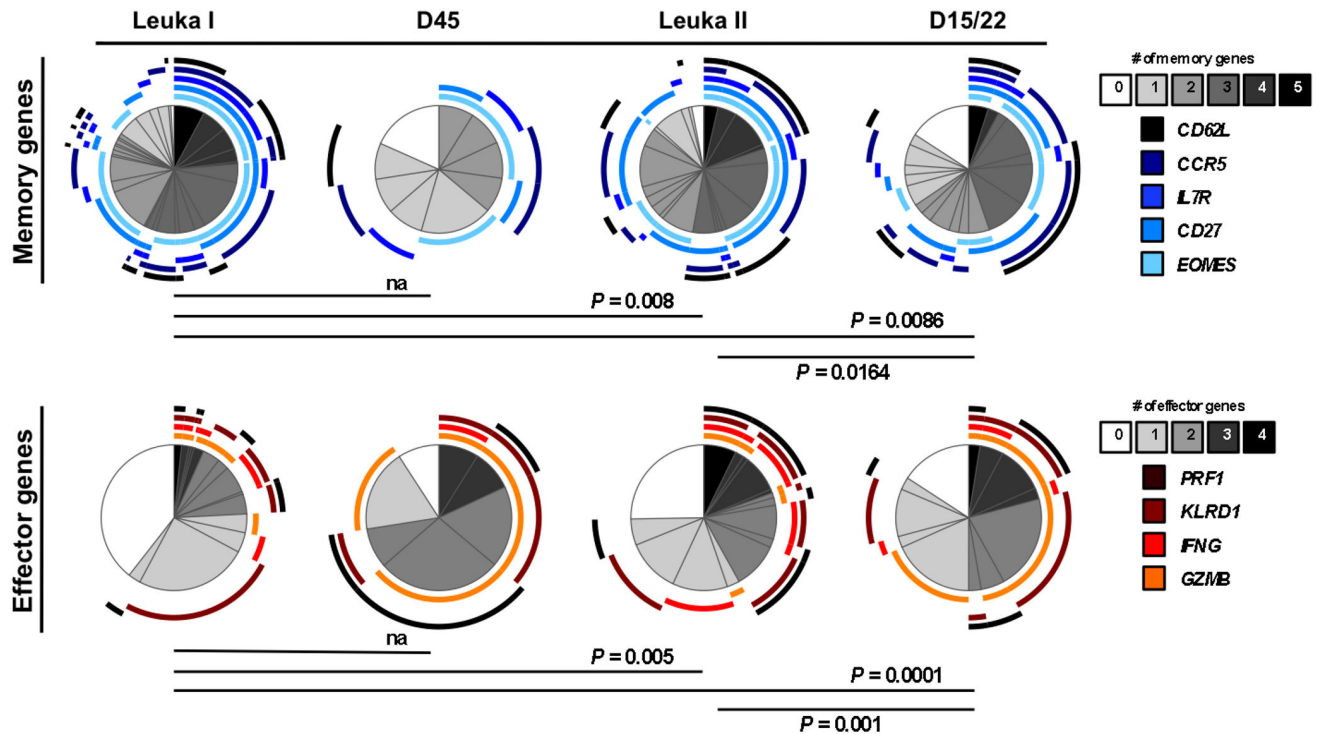 Leuka I D45 Leuka II D15/22
Memory genes
# of memory genes
0 1 2 3 4 5
CD62L
CCR5
IL7R
CD27
EOMES
na
P = 0.008
P = 0.0086
P = 0.0164
Effector genes
# of effector genes
0 1 2 3 4
PRF1
KLRD1
IFNG
GZMB
na
P = 0.005
P = 0.0001
P = 0.001